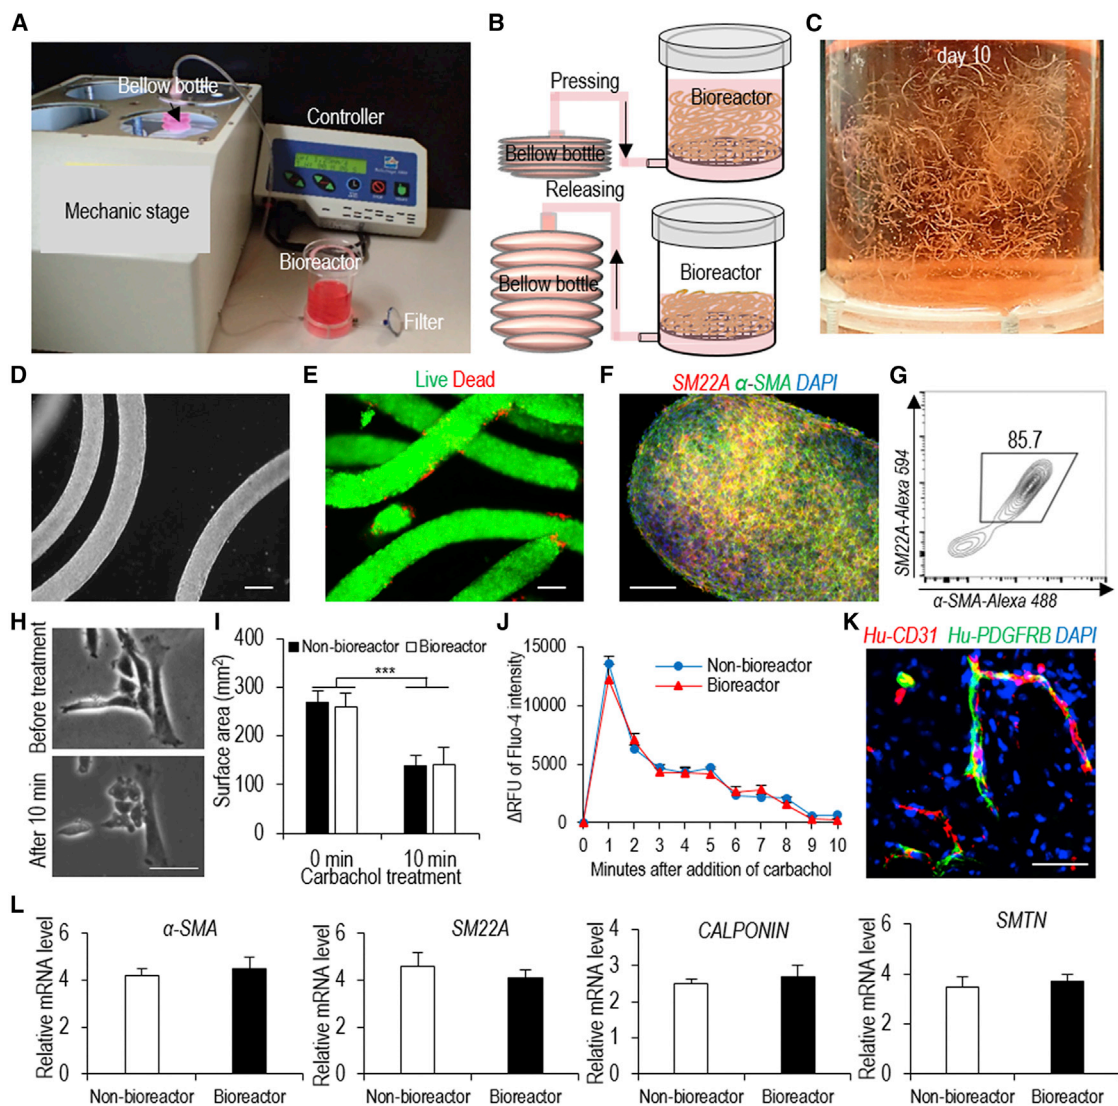 A
Bellow bottle
Controller
Mechanic stage
Bioreactor
Filter
B
Pressing
Bioreactor
Bellow bottle
Releasing
Bioreactor
Bellow bottle
C
day 10
D
E
Live Dead
F
SM22A α-SMA DAPI
G
85.7
SM22A-Alexa 594
α-SMA-Alexa 488
H
Before treatment
After 10 min
I
Non-bioreactor Bioreactor
***
Surface area (mm²)
400
300
200
100
0
0 min 10 min
Carbachol treatment
J
Non-bioreactor
Bioreactor
ΔRFU of Fluo-4 intensity
15000
10000
5000
0
0 1 2 3 4 5 6 7 8 9 10
Minutes after addition of carbachol
K
Hu-CD31 Hu-PDGFRB DAPI
L
α-SMA
Relative mRNA level
6
4
2
0
Non-bioreactor Bioreactor
SM22A
Relative mRNA level
6
4
2
0
Non-bioreactor Bioreactor
CALPONIN
Relative mRNA level
4
3
2
1
0
Non-bioreactor Bioreactor
SMTN
Relative mRNA level
6
4
2
0
Non-bioreactor Bioreactor